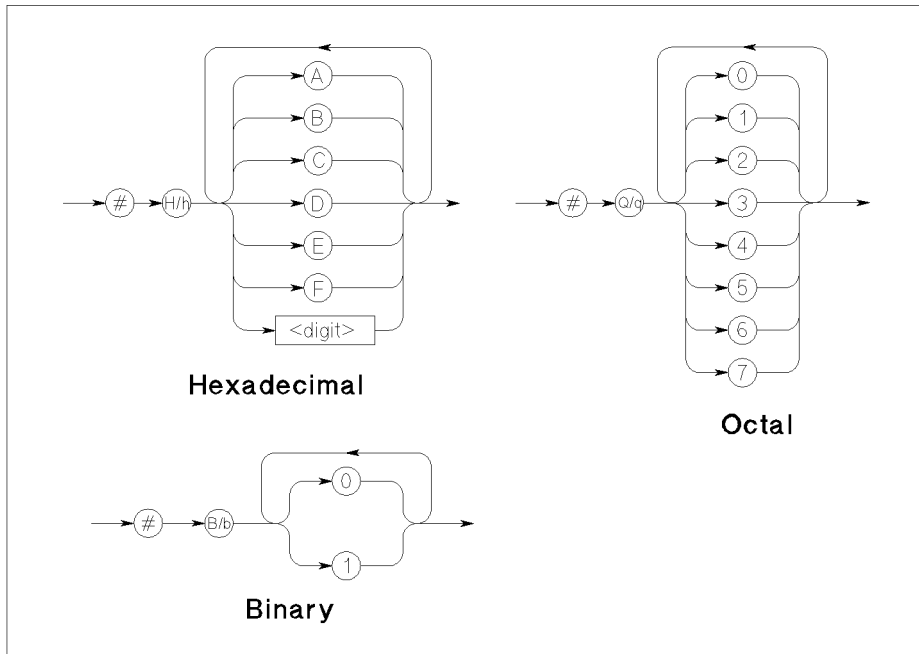 A
B
C
# H/h D
E
F
<digit>
Hexadecimal
0
1
2
# Q/q 3
4
5
6
7
Octal
0
# B/b
1
Binary